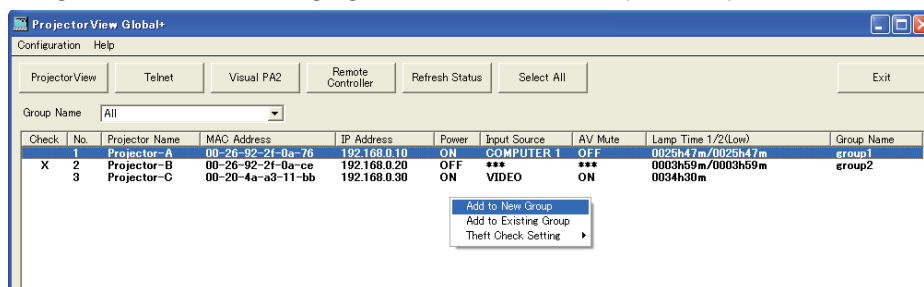 ProjectorView Global+
Configuration Help
ProjectorView Telnet Visual PA2 Remote Controller Refresh Status Select All Exit
Group Name All
Check No. Projector Name MAC Address IP Address Power Input Source AV Mute Lamp Time 1/2(Low) Group Name
1 Projector-A 00-26-92-2f-0a-76 192.168.0.10 ON COMPUTER 1 OFF 0025h47m/0025h47m group1
X 2 Projector-B 00-26-92-2f-0a-ce 192.168.0.20 OFF *** *** 0003h59m/0003h59m group2
3 Projector-C 00-20-4a-a3-11-bb 192.168.0.30 ON VIDEO ON 0034h30m
Add to New Group
Add to Existing Group
Theft Check Setting